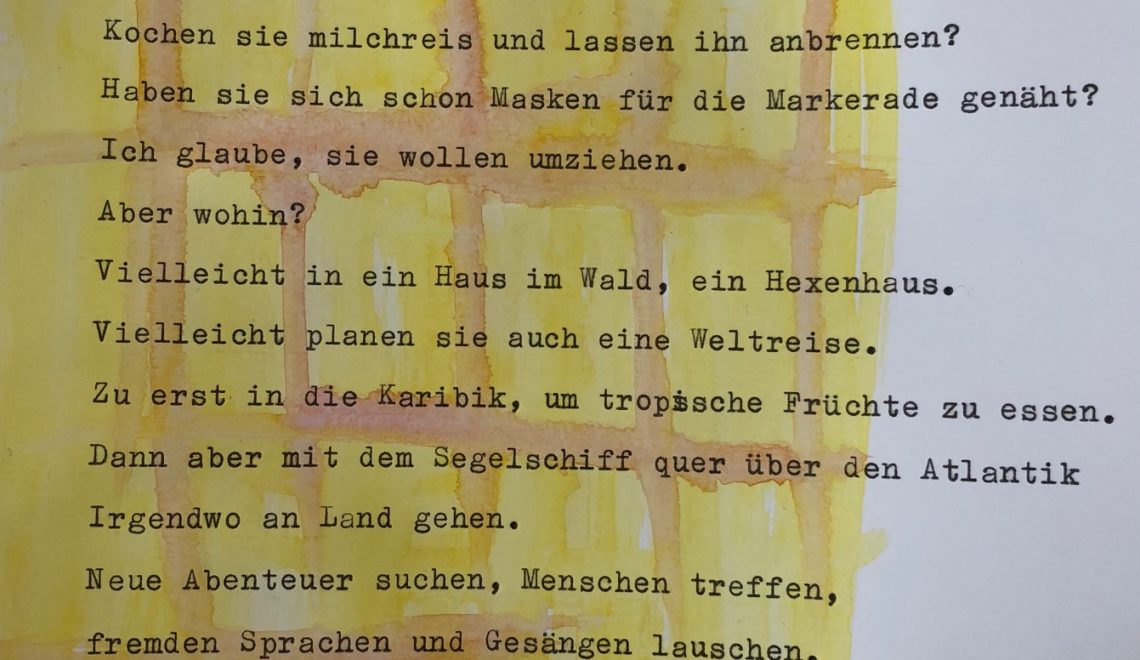 Kochen sie milchreis und lassen ihn anbrennen?
Haben sie sich schon Masken für die Markerade genäht?
Ich glaube, sie wollen umziehen.
Aber wohin?
Vielleicht in ein Haus im Wald, ein Hexenhaus.
Vielleicht planen sie auch eine Weltreise.
Zu erst in die Karibik, um tropische Früchte zu essen.
Dann aber mit dem Segelschiff quer über den Atlantik
Irgendwo an Land gehen.
Neue Abenteuer suchen, Menschen treffen,
fremden Sprachen und Gesängen lauschen.